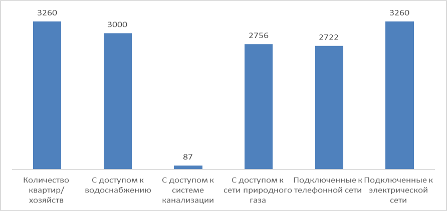 3260
3000
87
2756
2722
3260
Количество
квартир/
хозяйств
С доступом к
водоснабжению
С доступом к
системе
канализации
С доступом к
сети природного
газа
Подключенные к
телефонной сети
Подключенные к
электрической
сети